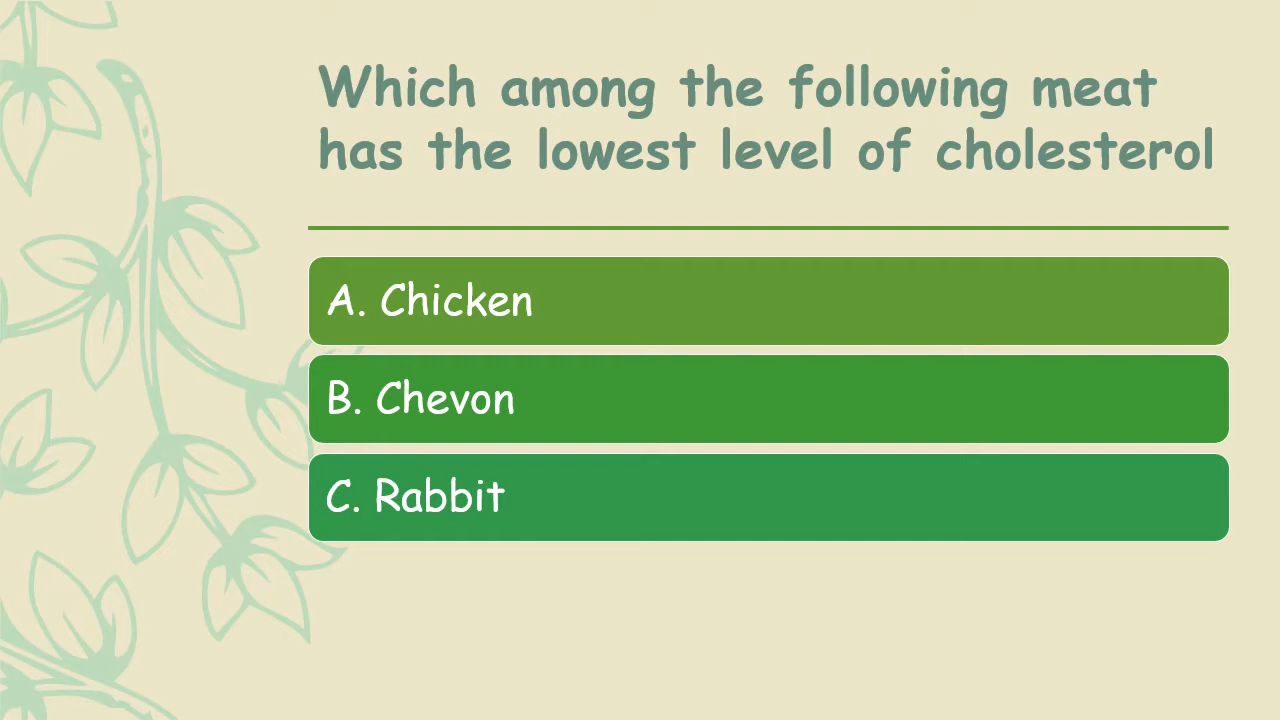 Which among the following meat
has the lowest level of cholesterol
A. Chicken
B. Chevon
C. Rabbit